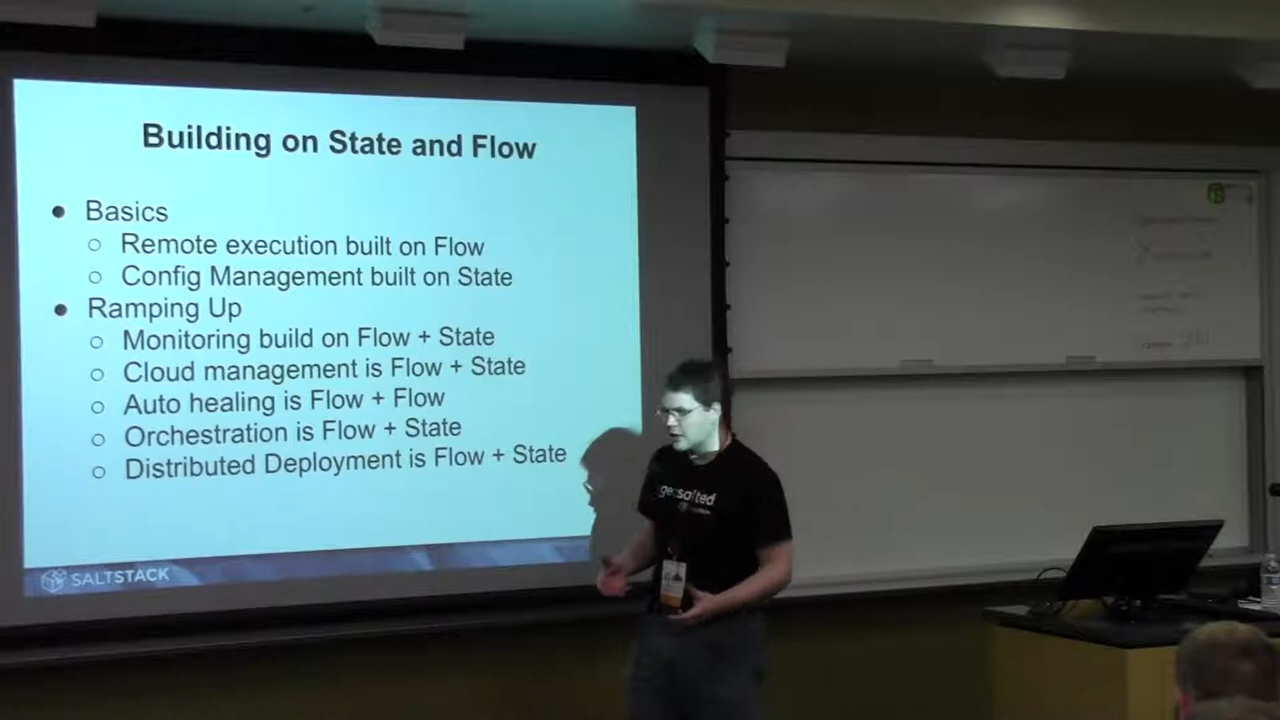 Building on State and Flow
● Basics
○ Remote execution built on Flow
○ Config Management built on State
● Ramping Up
○ Monitoring build on Flow + State
○ Cloud management is Flow + State
○ Auto healing is Flow + Flow
○ Orchestration is Flow + State
○ Distributed Deployment is Flow + State
SALTSTACK